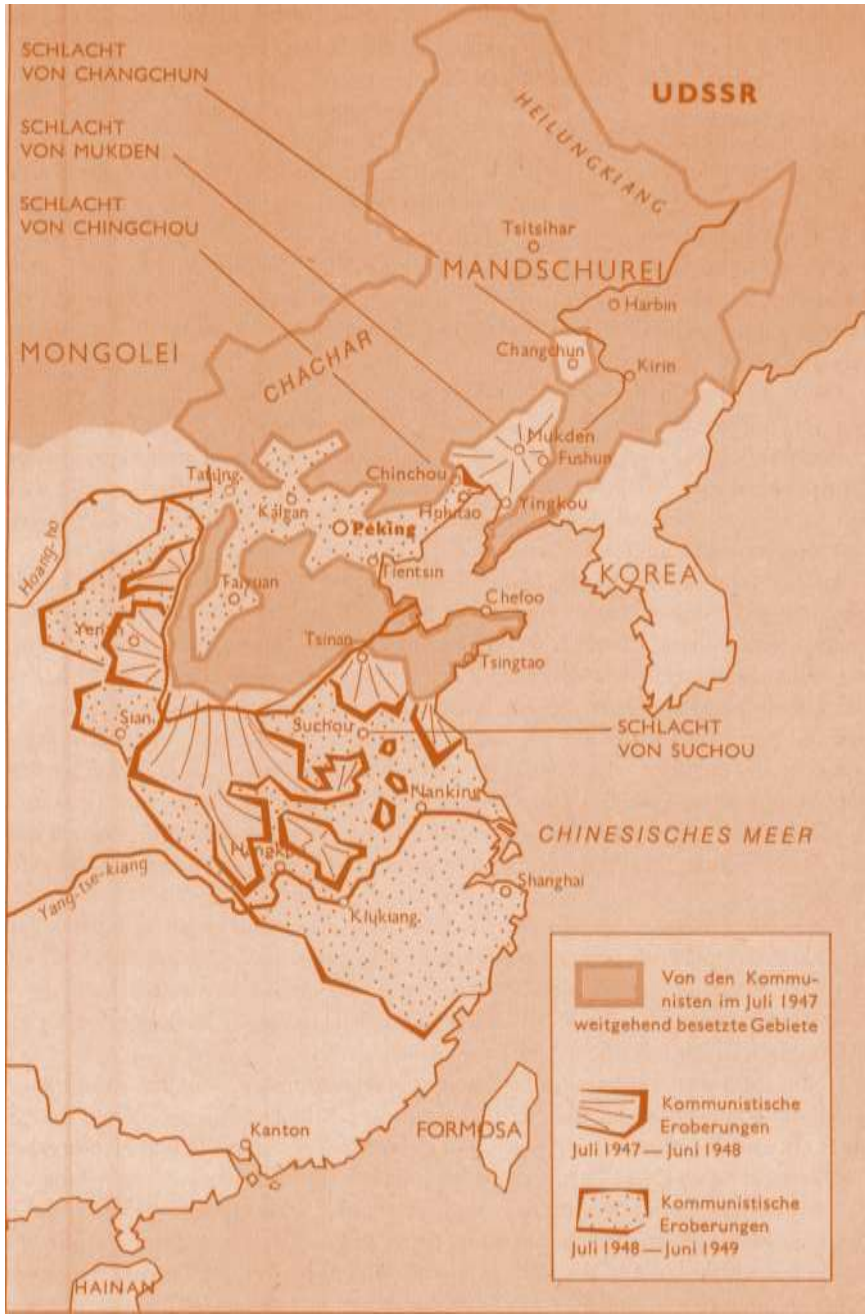 SCHLACHT
VON CHANGCHUN
SCHLACHT
VON MUKDEN
SCHLACHT
VON CHINGCHOU
UDSSR
HEILUNGKIANG
Tsitsihar
MANDSCHUREI
Harbin
MONGOLEI
CHACHAR
Changchun
Kirin
Mukden
Fushun
Chinchou
Tatung
Kalgan
Hulutao
Yingkou
Peking
Hoang-ho
Tientsin
KOREA
Taiyuan
Chefoo
Yenan
Tsinan
Tsingtao
Sian
Suchou
SCHLACHT
VON SUCHOU
Nanking
CHINESISCHES MEER
Yang-tse-kiang
Shanghai
Kiukiang
Von den Kommu-
nisten im Juli 1947
weitgehend besetzte Gebiete
Kommunistische
Eroberungen
Juli 1947—Juni 1948
Kommunistische
Eroberungen
Juli 1948—Juni 1949
Kanton
FORMOSA
HAINAN